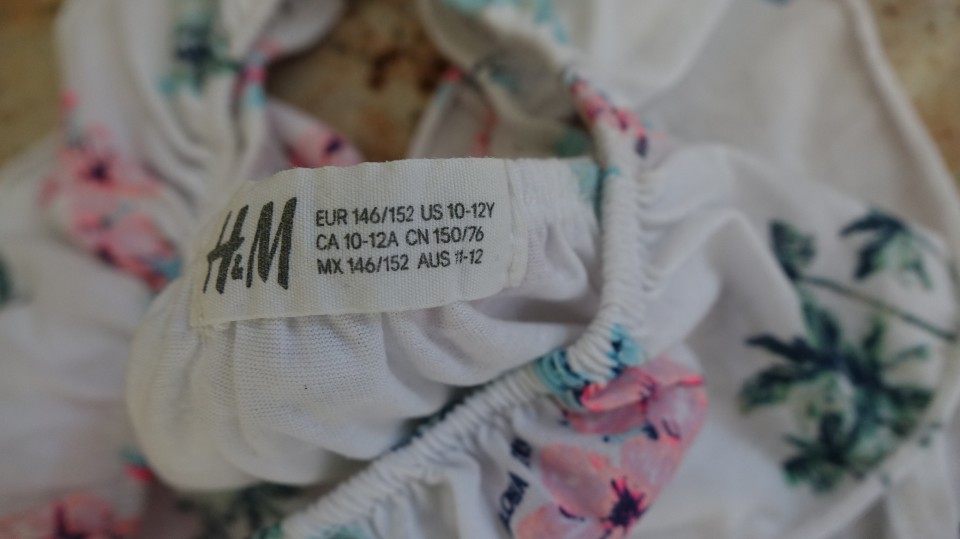 H&M
EUR 146/152 US 10-12Y
CA 10-12A CN 150/76
MX 146/152 AUS 11-12